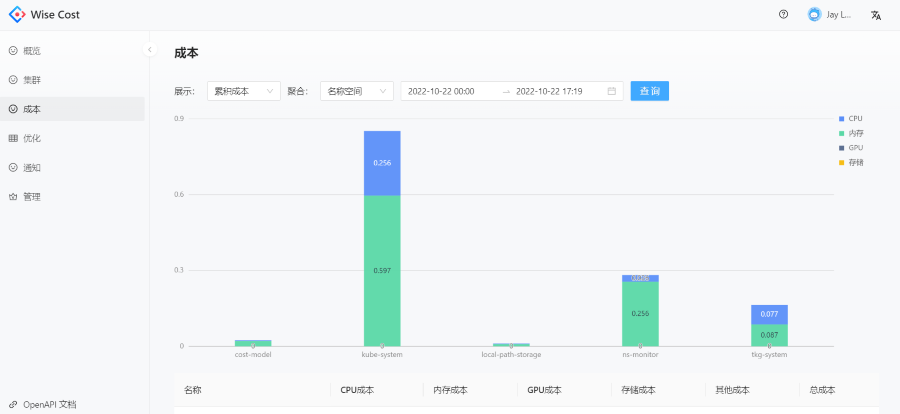 Wise Cost
Jay L...
概览
集群
成本
优化
通知
管理
OpenAPI 文档
成本
展示: 累积成本 聚合: 名称空间 2022-10-22 00:00 → 2022-10-22 17:19 查 询
CPU
内存
GPU
存储
0.9
0.6
0.3
0
0.256
0.597
0.256
0.077
0.087
cost-model kube-system local-path-storage ns-monitor tkg-system
名称 CPU成本 内存成本 GPU成本 存储成本 其他成本 总成本